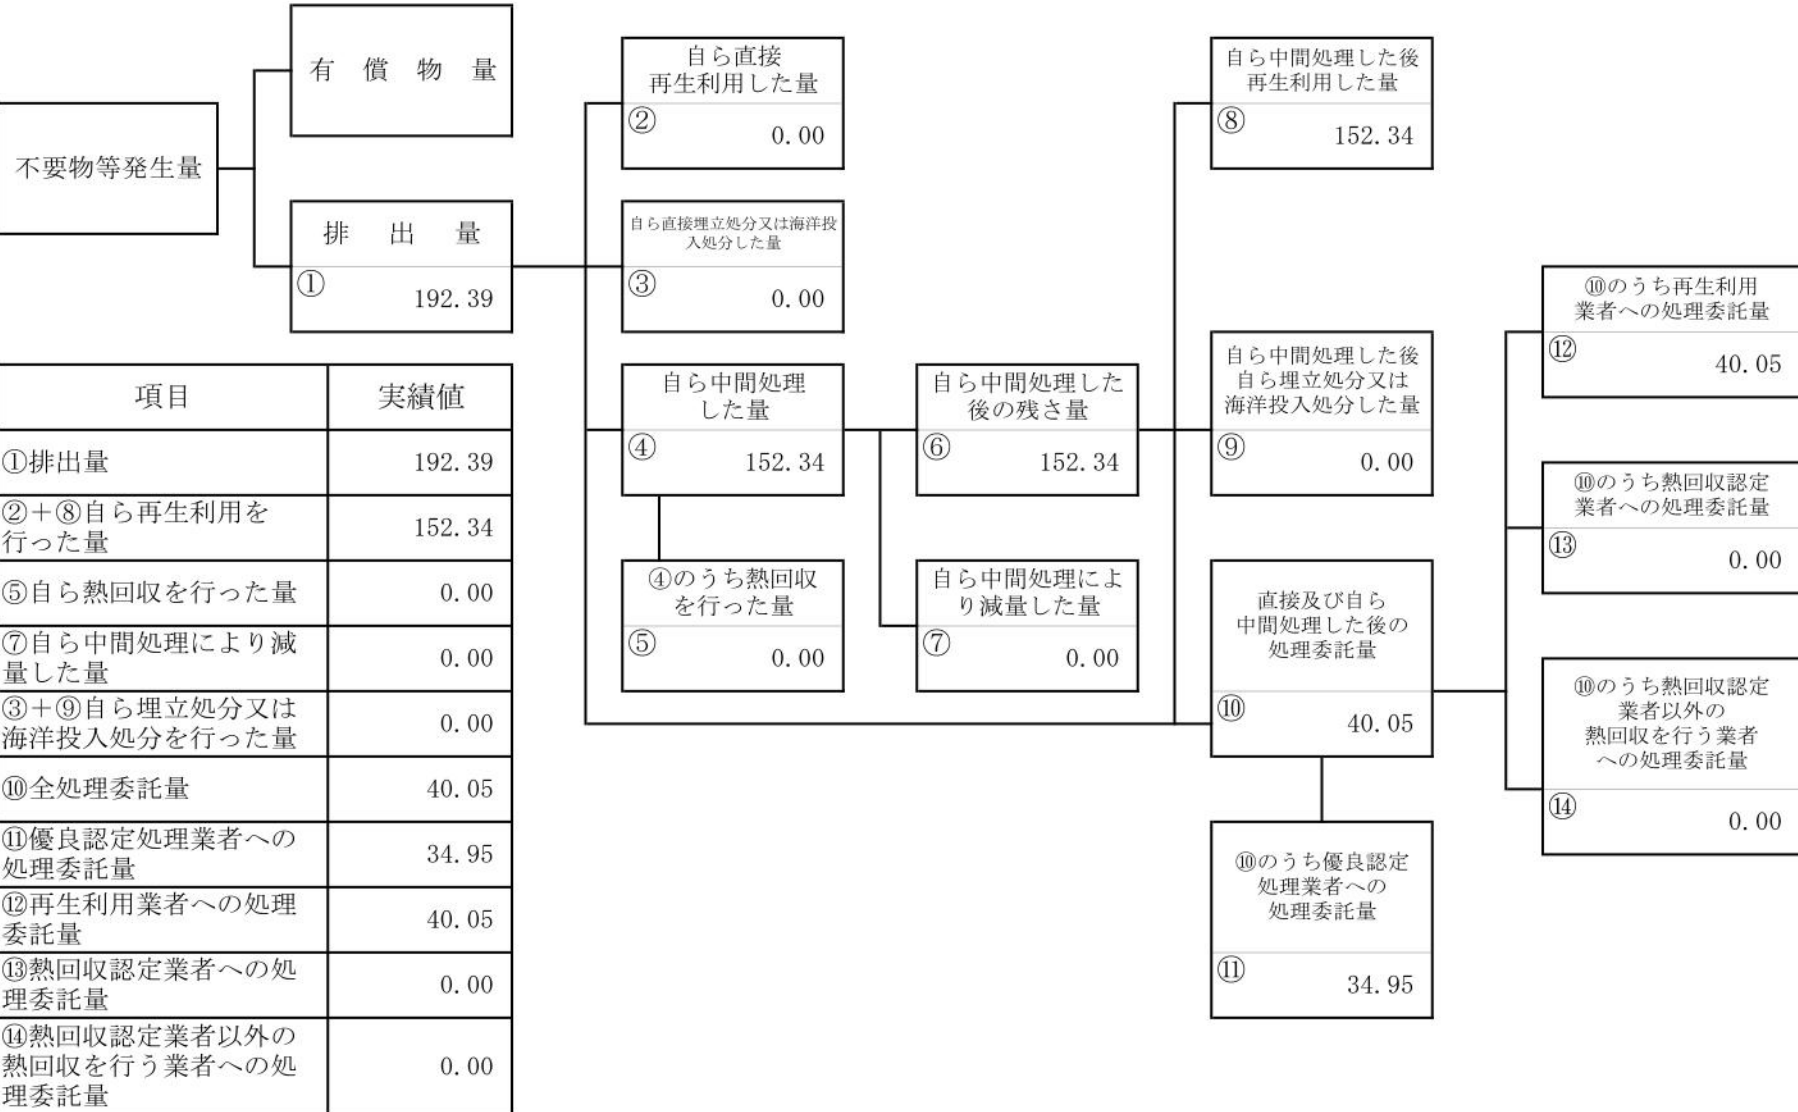 有償物量
不要物等発生量
排出量
①
192.39
自ら直接
再生利用した量
②
0.00
自ら直接埋立処分又は海洋投
入処分した量
③
0.00
自ら中間処理
した量
④
152.34
④のうち熱回収
を行った量
⑤
0.00
自ら中間処理した
後の残さ量
⑥
152.34
自ら中間処理によ
り減量した量
⑦
0.00
自ら中間処理した後
再生利用した量
⑧
152.34
自ら中間処理した後
自ら埋立処分又は
海洋投入処分した量
⑨
0.00
直接及び自ら
中間処理した後の
処理委託量
⑩
40.05
⑩のうち優良認定
処理業者への
処理委託量
⑪
34.95
⑩のうち再生利用
業者への処理委託量
⑫
40.05
⑩のうち熱回収認定
業者への処理委託量
⑬
0.00
⑩のうち熱回収認定
業者以外の
熱回収を行う業者
への処理委託量
⑭
0.00
項目 実績値
①排出量 192.39
②+⑧自ら再生利用を
行った量 152.34
⑤自ら熱回収を行った量 0.00
⑦自ら中間処理により減
量した量 0.00
③+⑨自ら埋立処分又は
海洋投入処分を行った量 0.00
⑩全処理委託量 40.05
⑪優良認定処理業者への
処理委託量 34.95
⑫再生利用業者への処理
委託量 40.05
⑬熱回収認定業者への処
理委託量 0.00
⑭熱回収認定業者以外の
熱回収を行う業者への処
理委託量 0.00